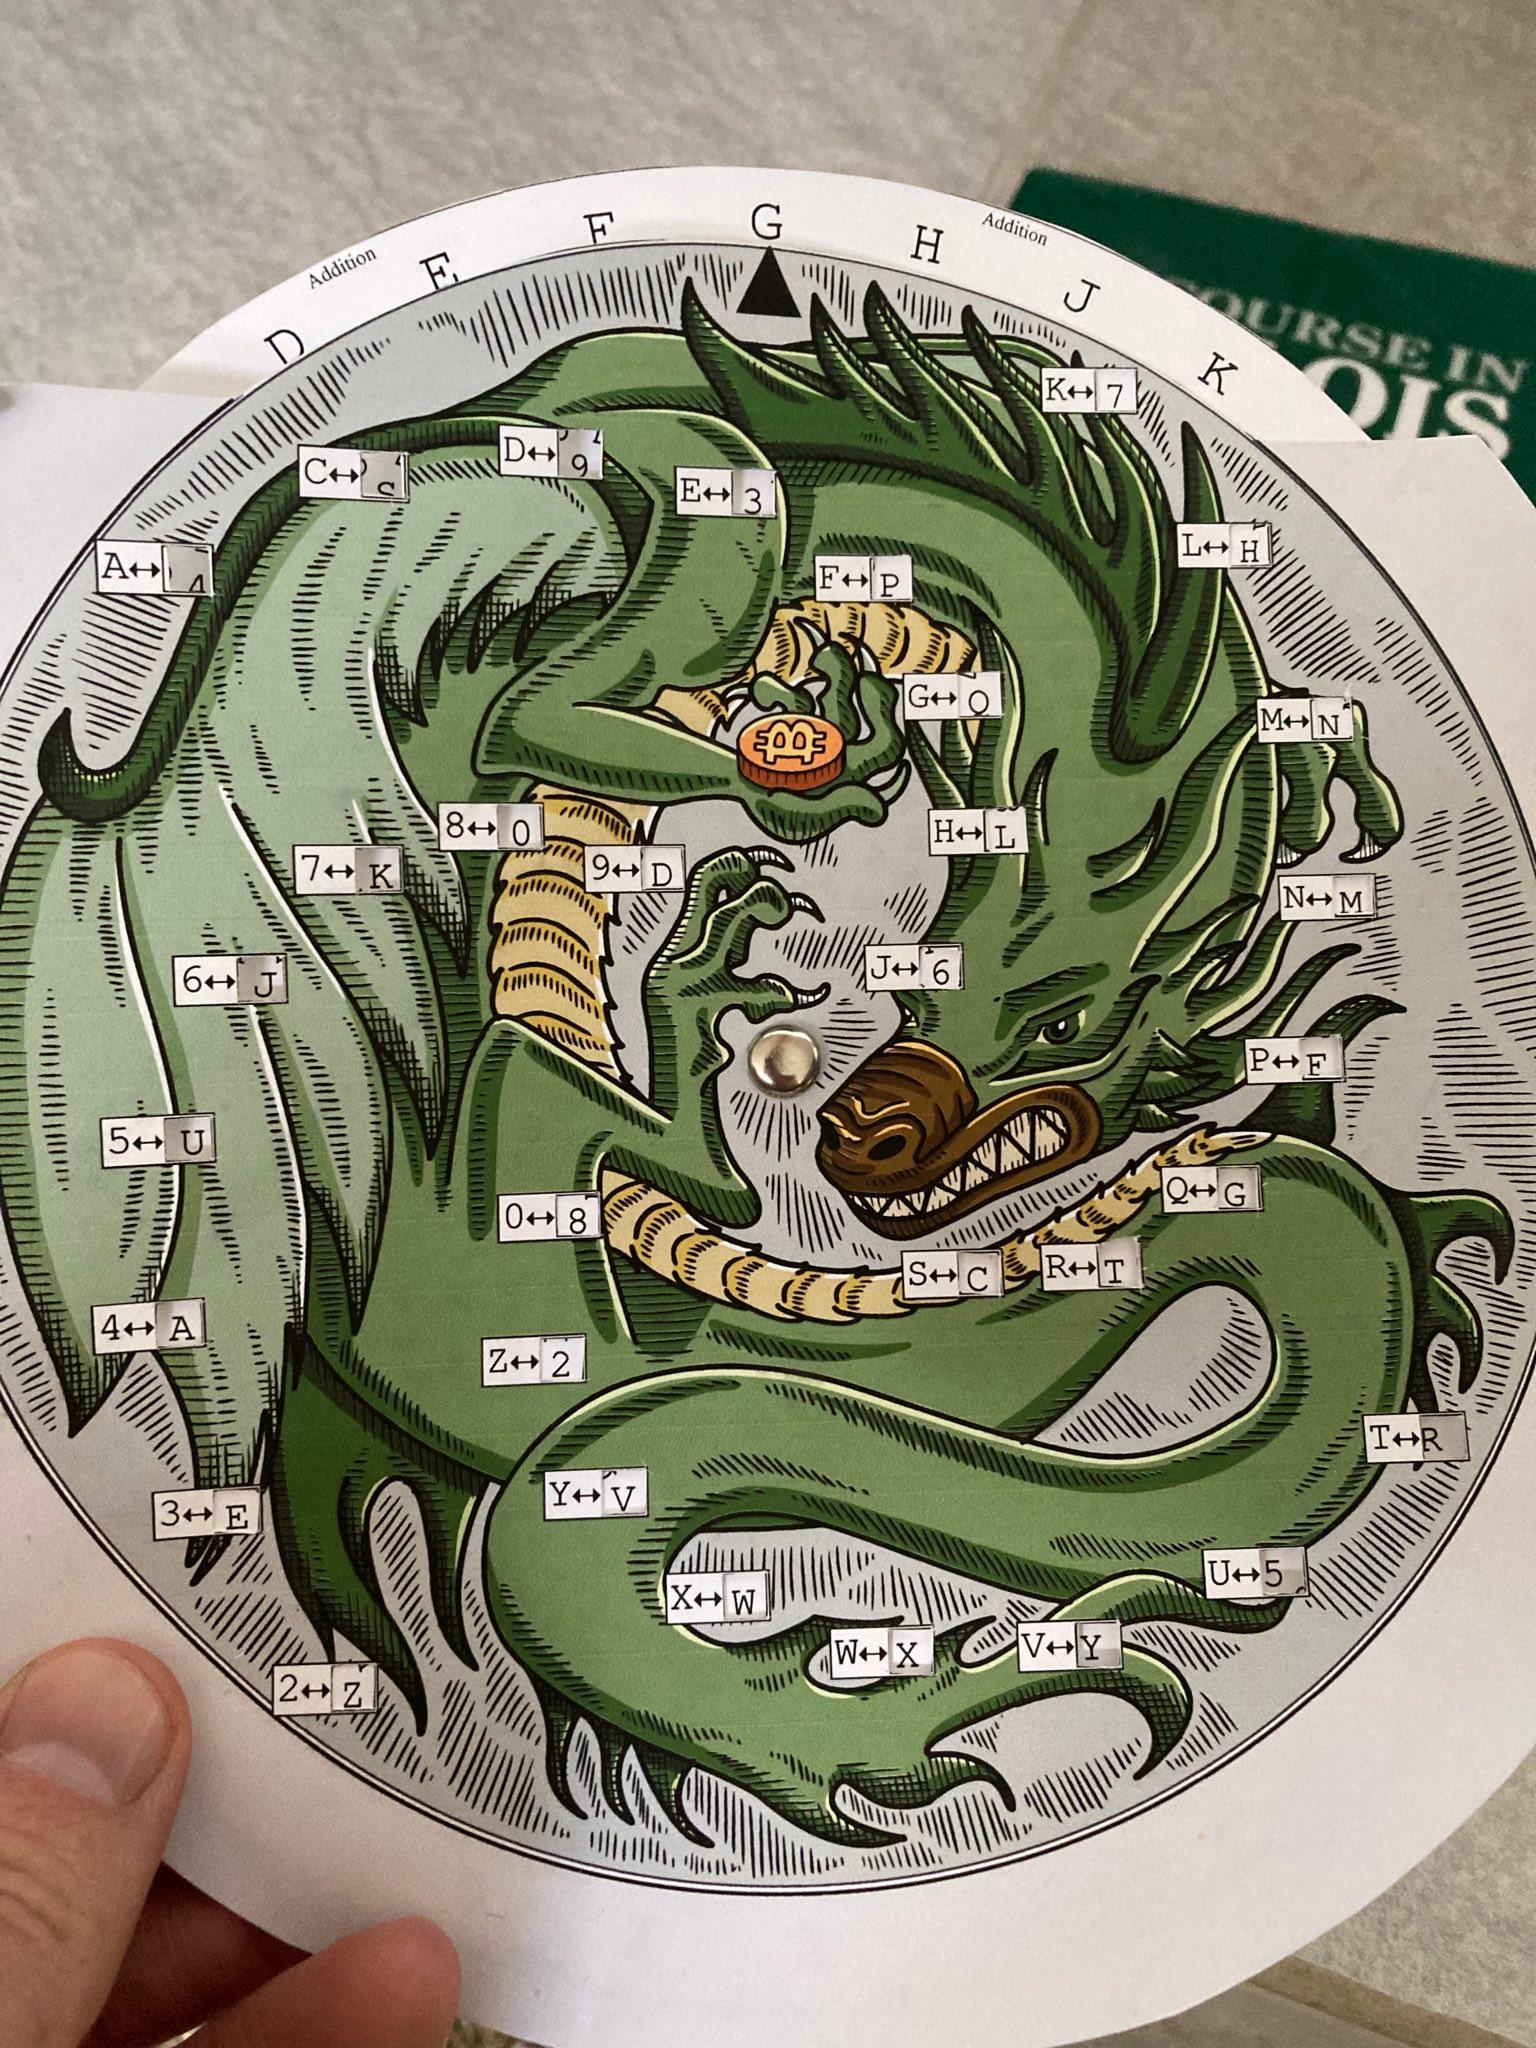 Addition
Addition
D
E
F
G
H
J
K
K↔7
D↔9
C↔S
E↔3
L↔H
A↔4
F↔P
G↔Q
M↔N
8↔0
H↔L
7↔K
9↔D
N↔M
6↔J
J↔6
P↔F
5↔U
Q↔G
0↔8
S↔C
R↔T
4↔A
Z↔2
T↔R
Y↔V
3↔E
U↔5
X↔W
W↔X
V↔Y
2↔Z
COURSE IN